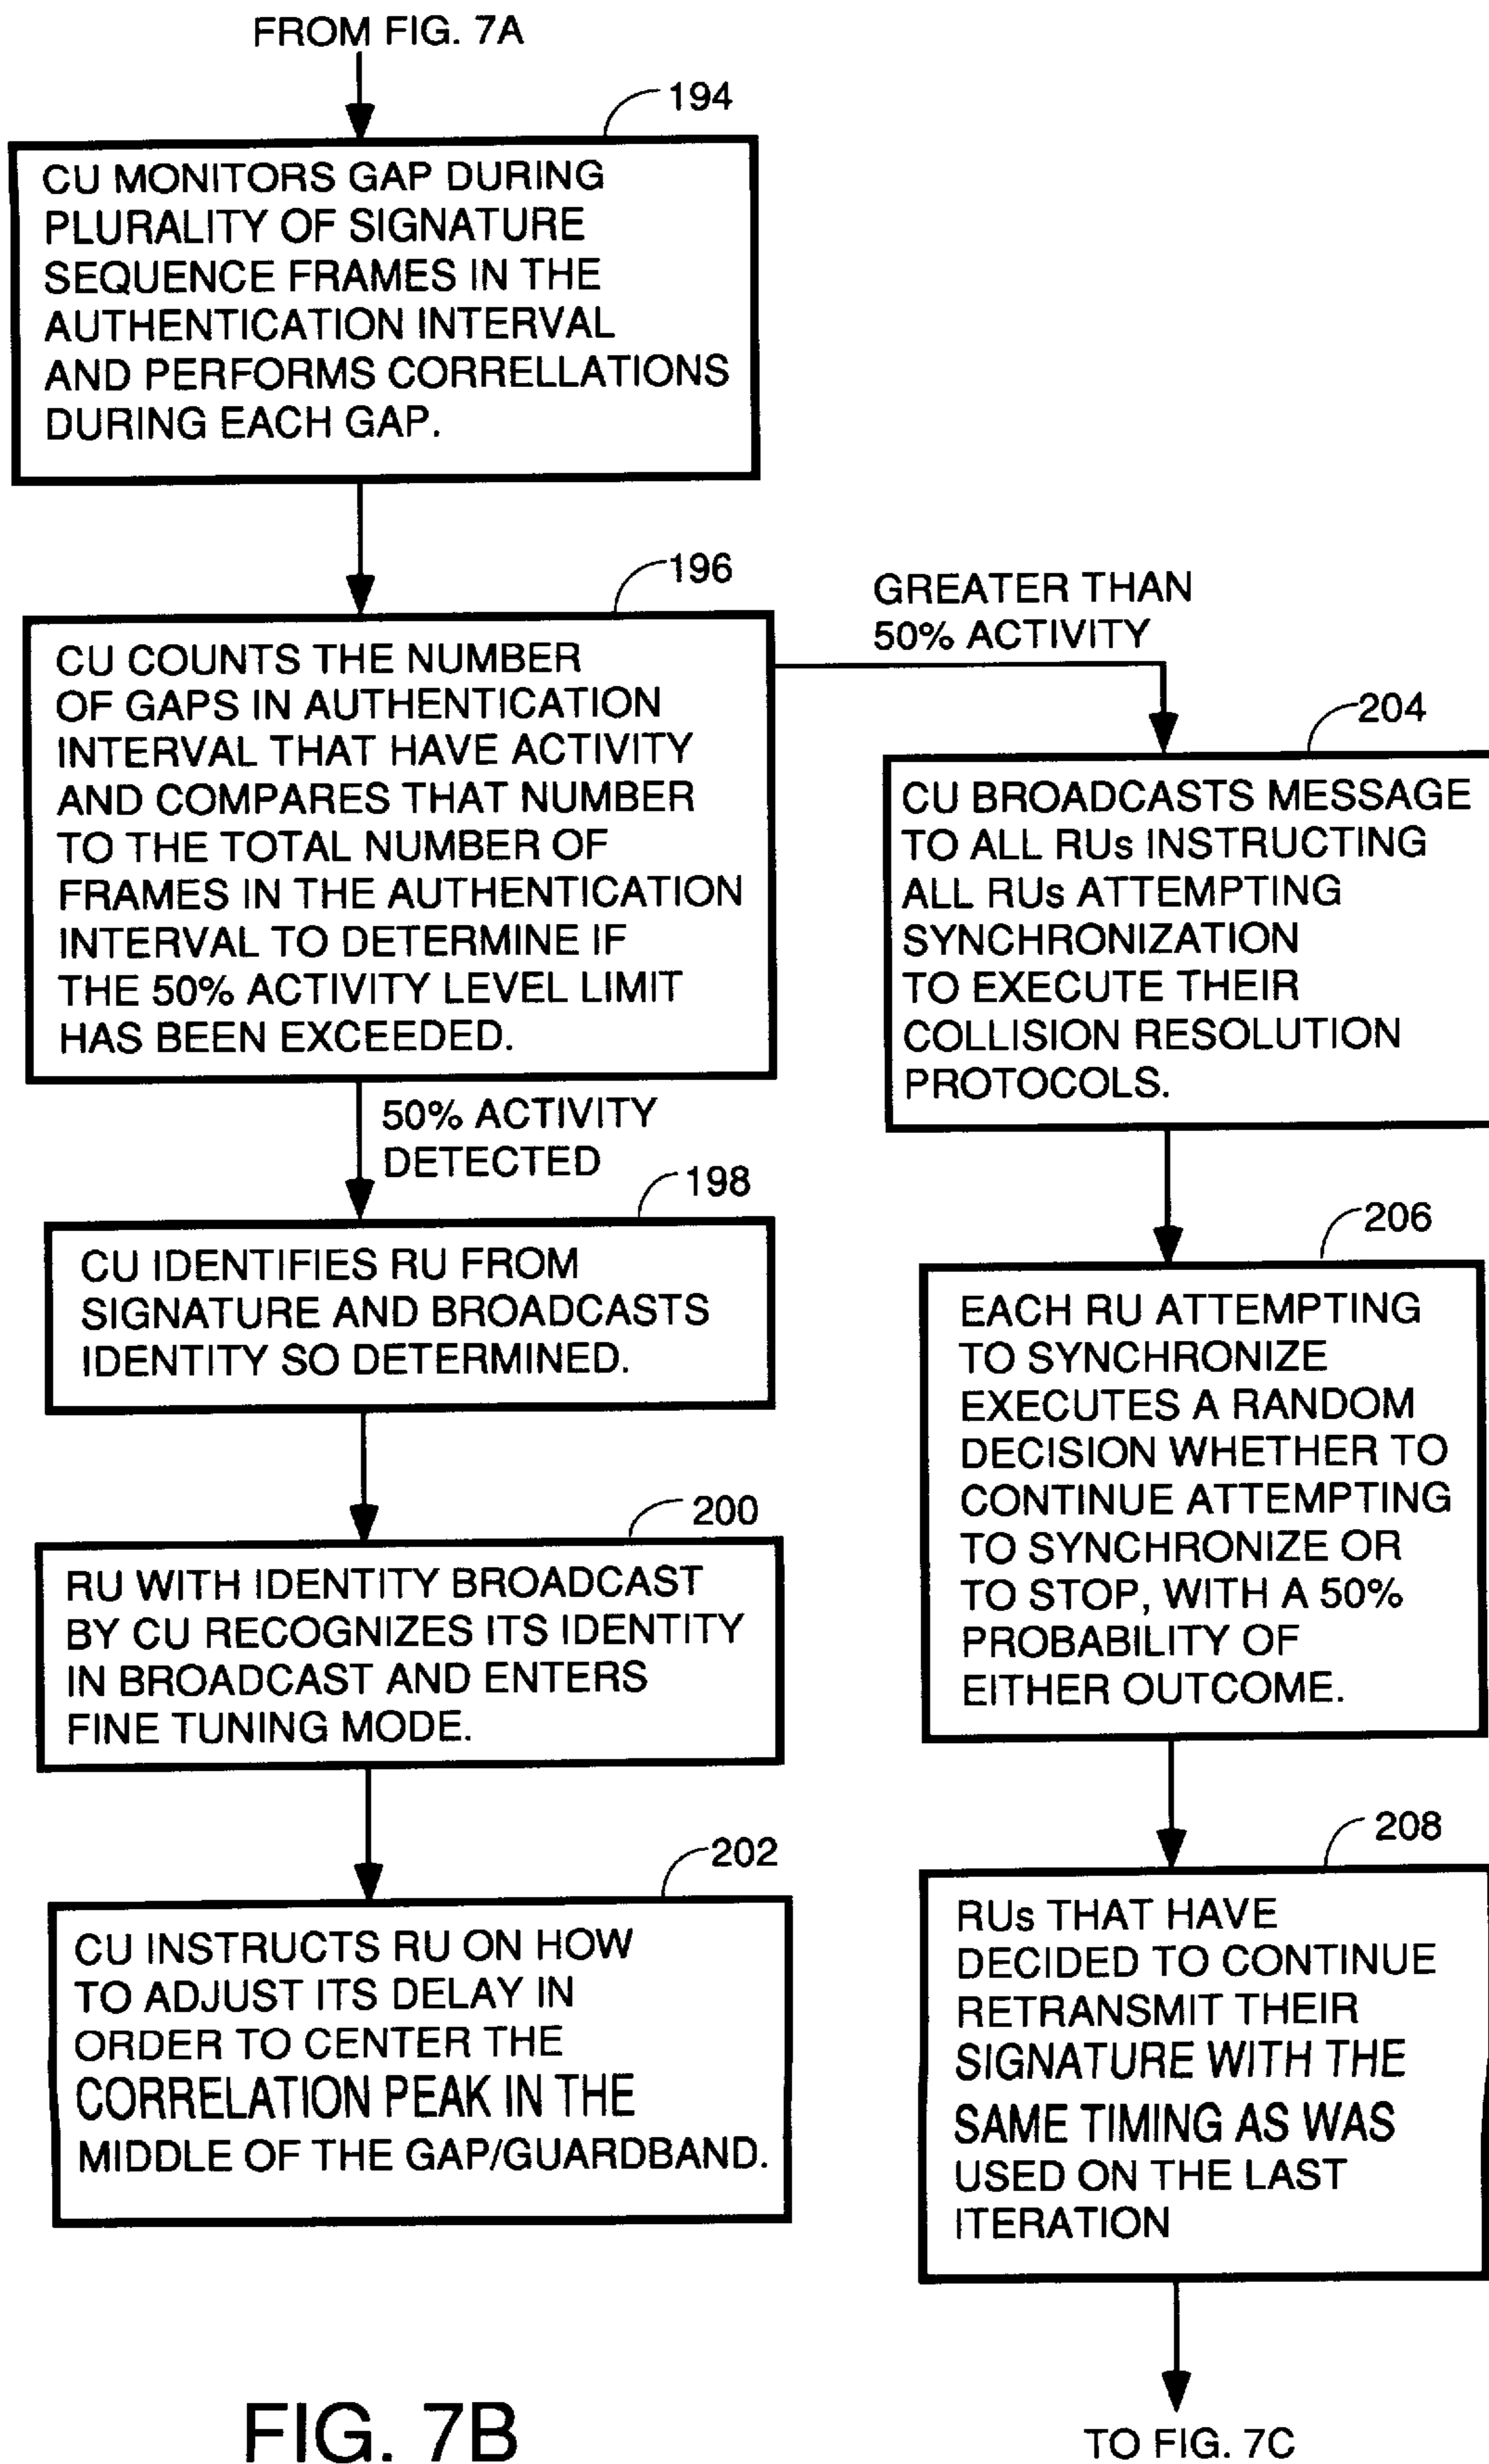 FROM FIG. 7A
194
CU MONITORS GAP DURING
PLURALITY OF SIGNATURE
SEQUENCE FRAMES IN THE
AUTHENTICATION INTERVAL
AND PERFORMS CORRELLATIONS
DURING EACH GAP.
196
CU COUNTS THE NUMBER
OF GAPS IN AUTHENTICATION
INTERVAL THAT HAVE ACTIVITY
AND COMPARES THAT NUMBER
TO THE TOTAL NUMBER OF
FRAMES IN THE AUTHENTICATION
INTERVAL TO DETERMINE IF
THE 50% ACTIVITY LEVEL LIMIT
HAS BEEN EXCEEDED.
50% ACTIVITY
DETECTED
198
CU IDENTIFIES RU FROM
SIGNATURE AND BROADCASTS
IDENTITY SO DETERMINED.
200
RU WITH IDENTITY BROADCAST
BY CU RECOGNIZES ITS IDENTITY
IN BROADCAST AND ENTERS
FINE TUNING MODE.
202
CU INSTRUCTS RU ON HOW
TO ADJUST ITS DELAY IN
ORDER TO CENTER THE
CORRELATION PEAK IN THE
MIDDLE OF THE GAP/GUARDBAND.
GREATER THAN
50% ACTIVITY
204
CU BROADCASTS MESSAGE
TO ALL RUs INSTRUCTING
ALL RUs ATTEMPTING
SYNCHRONIZATION
TO EXECUTE THEIR
COLLISION RESOLUTION
PROTOCOLS.
206
EACH RU ATTEMPTING
TO SYNCHRONIZE
EXECUTES A RANDOM
DECISION WHETHER TO
CONTINUE ATTEMPTING
TO SYNCHRONIZE OR
TO STOP, WITH A 50%
PROBABILITY OF
EITHER OUTCOME.
208
RUs THAT HAVE
DECIDED TO CONTINUE
RETRANSMIT THEIR
SIGNATURE WITH THE
SAME TIMING AS WAS
USED ON THE LAST
ITERATION
TO FIG. 7C
FIG. 7B